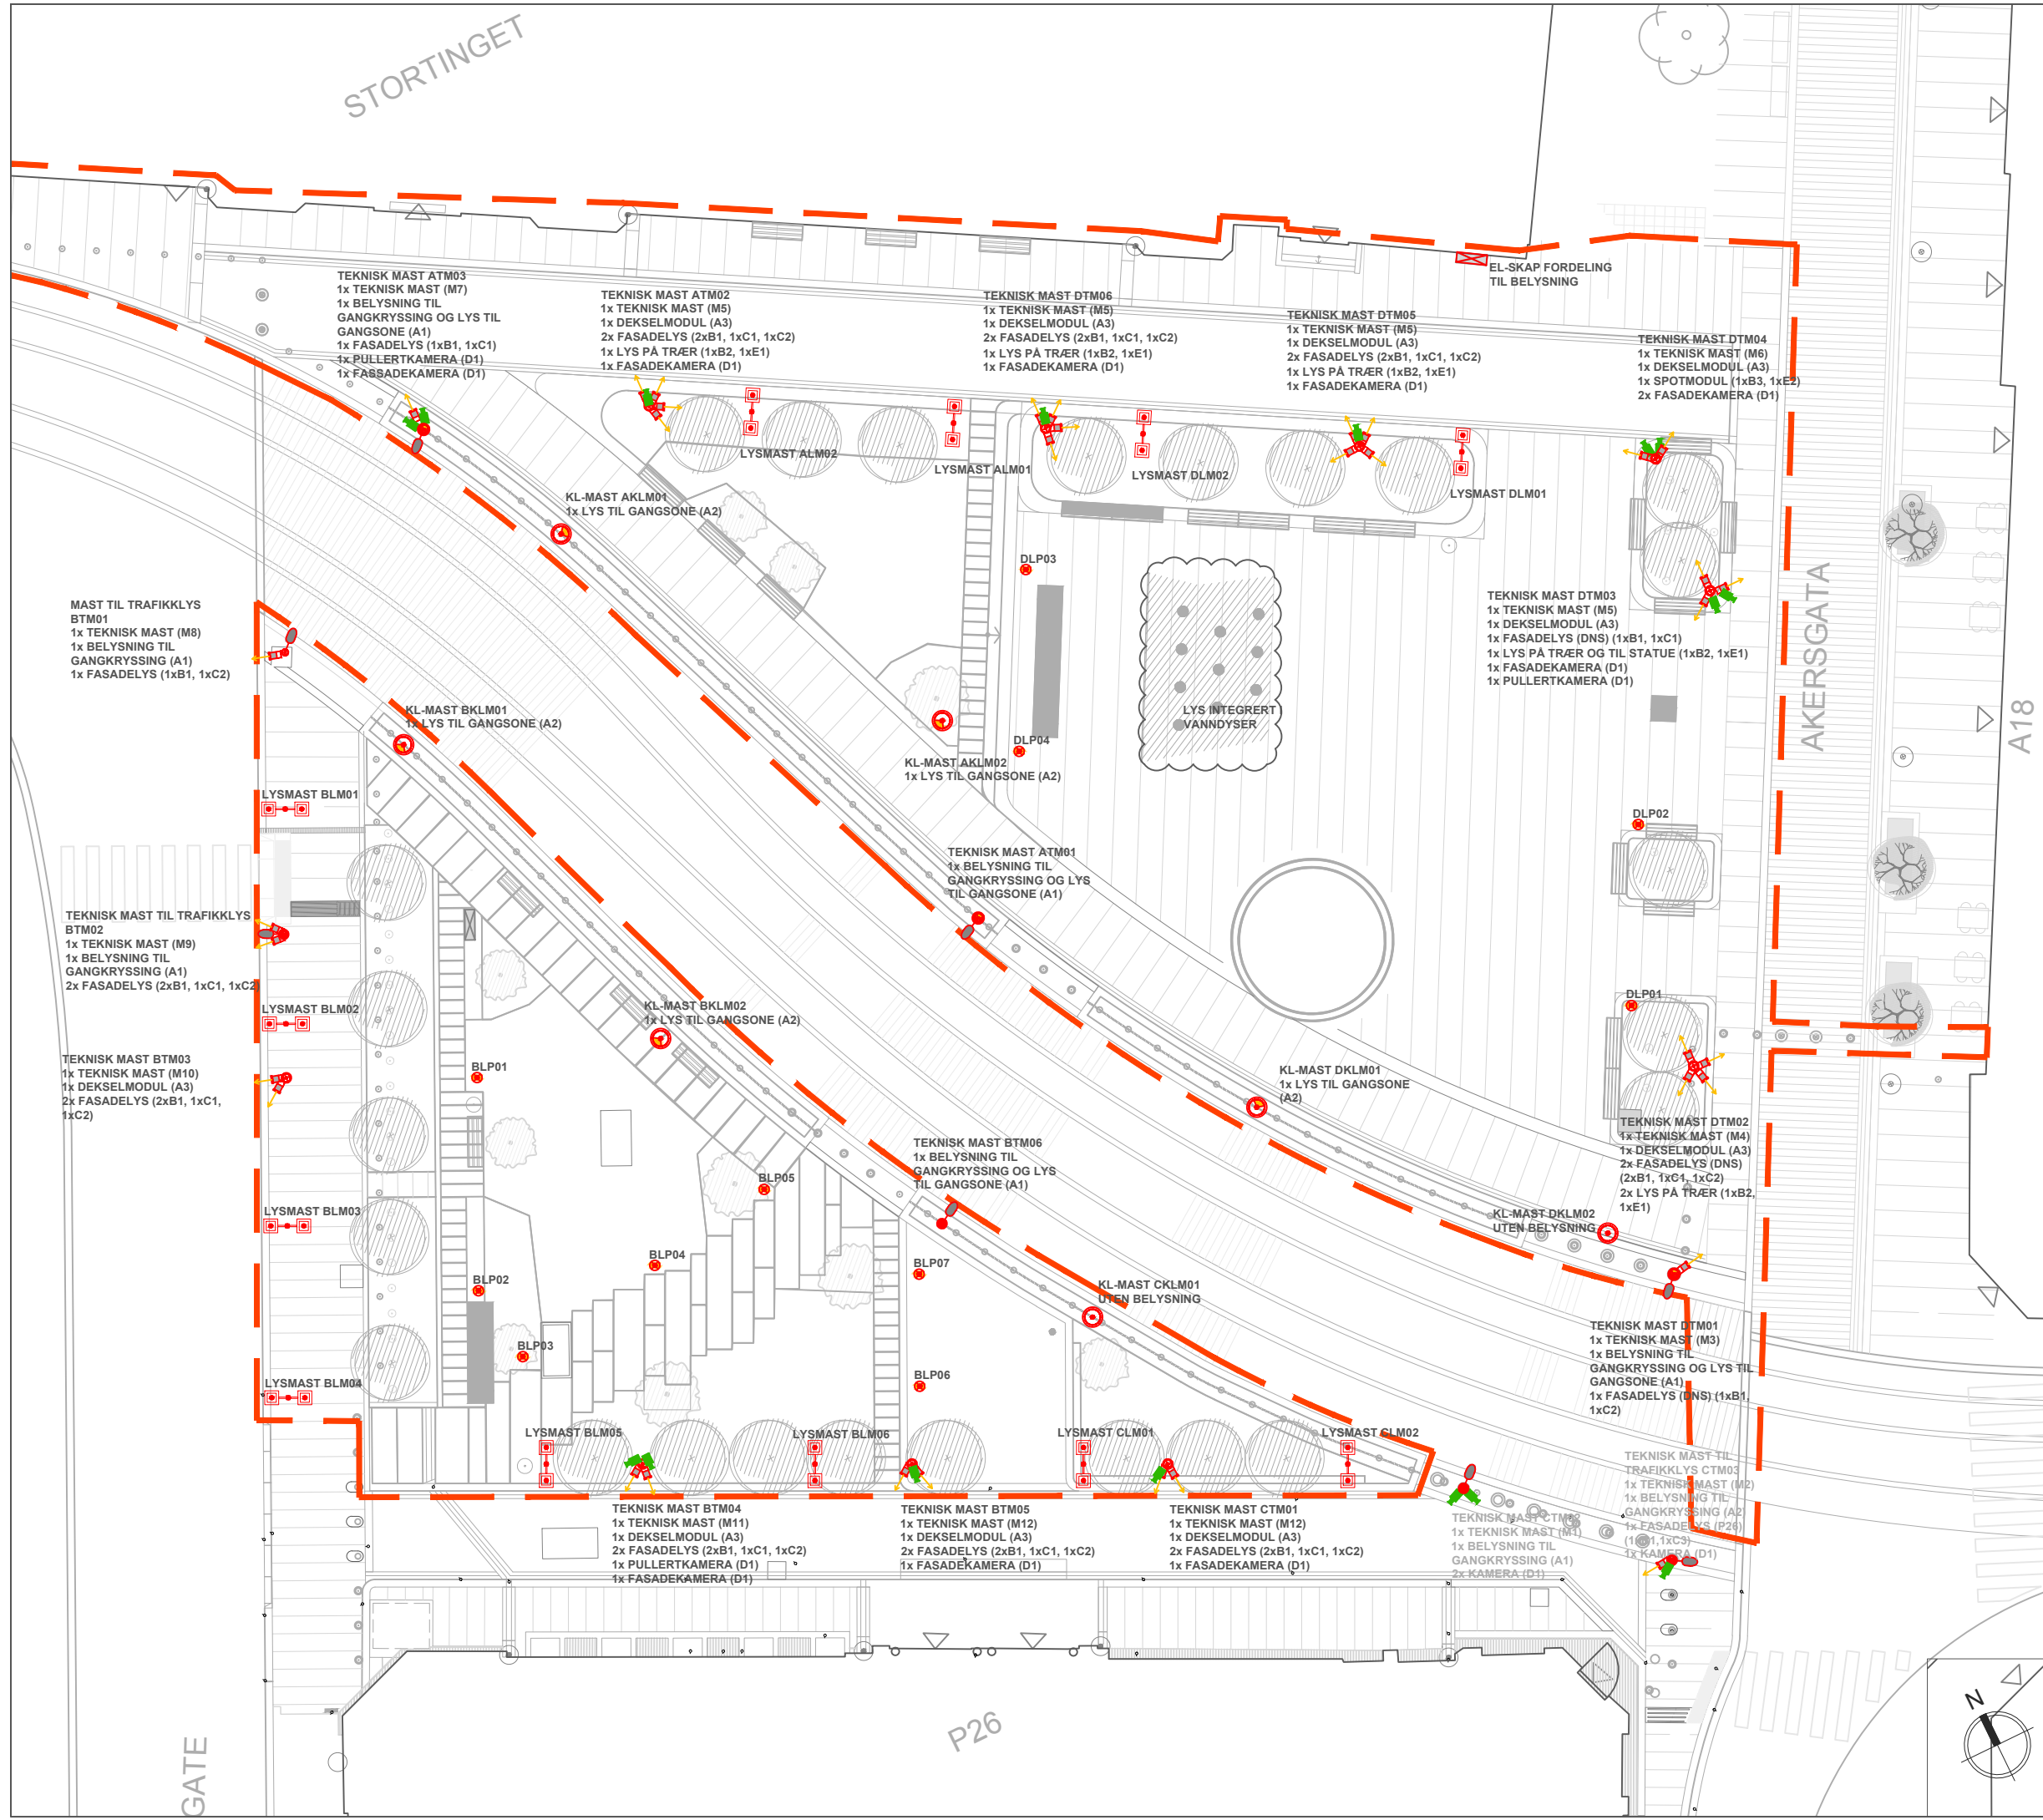 STORTINGET
EL-SKAP FORDELING
TIL BELYSNING
TEKNISK MAST ATM03
1x TEKNISK MAST (M7)
1x BELYSNING TIL
GANGKRYSSING OG LYS TIL
GANGSONE (A1)
1x FASADELYS (1xB1, 1xC1)
1x PULLERTKAMERA (D1)
1x FASSADEKAMERA (D1)
TEKNISK MAST ATM02
1x TEKNISK MAST (M5)
1x DEKSELMODUL (A3)
2x FASADELYS (2xB1, 1xC1, 1xC2)
1x LYS PÅ TRÆR (1xB2, 1xE1)
1x FASADEKAMERA (D1)
TEKNISK MAST DTM06
1x TEKNISK MAST (M5)
1x DEKSELMODUL (A3)
2x FASADELYS (2xB1, 1xC1, 1xC2)
1x LYS PÅ TRÆR (1xB2, 1xE1)
1x FASADEKAMERA (D1)
TEKNISK MAST DTM05
1x TEKNISK MAST (M5)
1x DEKSELMODUL (A3)
2x FASADELYS (2xB1, 1xC1, 1xC2)
1x LYS PÅ TRÆR (1xB2, 1xE1)
1x FASADEKAMERA (D1)
TEKNISK MAST DTM04
1x TEKNISK MAST (M6)
1x DEKSELMODUL (A3)
1x SPOTMODUL (1xB3, 1xE2)
2x FASADEKAMERA (D1)
LYSMAST ALM02
LYSMAST ALM01
LYSMAST DLM02
LYSMAST DLM01
KL-MAST AKLM01
1x LYS TIL GANGSONE (A2)
DLP03
MAST TIL TRAFIKKLYS
BTM01
1x TEKNISK MAST (M8)
1x BELYSNING TIL
GANGKRYSSING (A1)
1x FASADELYS (1xB1, 1xC2)
TEKNISK MAST DTM03
1x TEKNISK MAST (M5)
1x DEKSELMODUL (A3)
1x FASADELYS (DNS) (1xB1, 1xC1)
1x LYS PÅ TRÆR OG TIL STATUE (1xB2, 1xE1)
1x FASADEKAMERA (D1)
1x PULLERTKAMERA (D1)
AKERSGATA
A18
KL-MAST BKLM01
1x LYS TIL GANGSONE (A2)
LYS INTEGRERT
VANNDYSER
DLP04
KL-MAST AKLM02
1x LYS TIL GANGSONE (A2)
LYSMAST BLM01
DLP02
TEKNISK MAST ATM01
1x BELYSNING TIL
GANGKRYSSING OG LYS
TIL GANGSONE (A1)
TEKNISK MAST TIL TRAFIKKLYS
BTM02
1x TEKNISK MAST (M9)
1x BELYSNING TIL
GANGKRYSSING (A1)
2x FASADELYS (2xB1, 1xC1, 1xC2)
LYSMAST BLM02
KL-MAST BKLM02
1x LYS TIL GANGSONE (A2)
DLP01
TEKNISK MAST BTM03
1x TEKNISK MAST (M10)
1x DEKSELMODUL (A3)
2x FASADELYS (2xB1, 1xC1,
1xC2)
BLP01
KL-MAST DKLM01
1x LYS TIL GANGSONE
(A2)
TEKNISK MAST DTM02
1x TEKNISK MAST (M4)
1x DEKSELMODUL (A3)
2x FASADELYS (DNS)
(2xB1, 1xC1, 1xC2)
2x LYS PÅ TRÆR (1xB2,
1xE1)
TEKNISK MAST BTM06
1x BELYSNING TIL
GANGKRYSSING OG LYS
TIL GANGSONE (A1)
BLP05
LYSMAST BLM03
KL-MAST DKLM02
UTEN BELYSNING
BLP04
BLP07
BLP02
KL-MAST CKLM01
UTEN BELYSNING
BLP03
TEKNISK MAST DTM01
1x TEKNISK MAST (M3)
1x BELYSNING TIL
GANGKRYSSING OG LYS TIL
GANGSONE (A1)
1x FASADELYS (DNS) (1xB1,
1xC2)
LYSMAST BLM04
BLP06
LYSMAST BLM05
LYSMAST BLM06
LYSMAST CLM01
LYSMAST CLM02
TEKNISK MAST TIL
TRAFIKKLYS CTM03
1x TEKNISK MAST (M2)
1x BELYSNING TIL
GANGKRYSSING (A2)
1x FASADELYS (P26)
(1xB1,1xC3)
1x KAMERA (D1)
TEKNISK MAST BTM04
1x TEKNISK MAST (M11)
1x DEKSELMODUL (A3)
2x FASADELYS (2xB1, 1xC1, 1xC2)
1x PULLERTKAMERA (D1)
1x FASADEKAMERA (D1)
TEKNISK MAST BTM05
1x TEKNISK MAST (M12)
1x DEKSELMODUL (A3)
2x FASADELYS (2xB1, 1xC1, 1xC2)
1x FASADEKAMERA (D1)
TEKNISK MAST CTM01
1x TEKNISK MAST (M12)
1x DEKSELMODUL (A3)
2x FASADELYS (2xB1, 1xC1, 1xC2)
1x FASADEKAMERA (D1)
TEKNISK MAST CTM02
1x TEKNISK MAST (M1)
1x BELYSNING TIL
GANGKRYSSING (A1)
2x KAMERA (D1)
P26
GATE
N